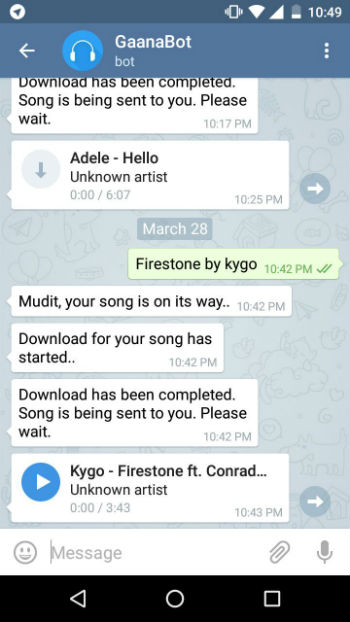 10:49
GaanaBot
bot
Download has been completed.
Song is being sent to you. Please
wait.
10:17 PM
Adele - Hello
Unknown artist
0:00 / 6:07
10:25 PM
March 28
Firestone by kygo
10:42 PM
Mudit, your song is on its way..
10:42 PM
Download for your song has
started..
10:42 PM
Download has been completed.
Song is being sent to you. Please
wait.
10:42 PM
Kygo - Firestone ft. Conrad...
Unknown artist
0:00 / 3:43
10:43 PM
Message